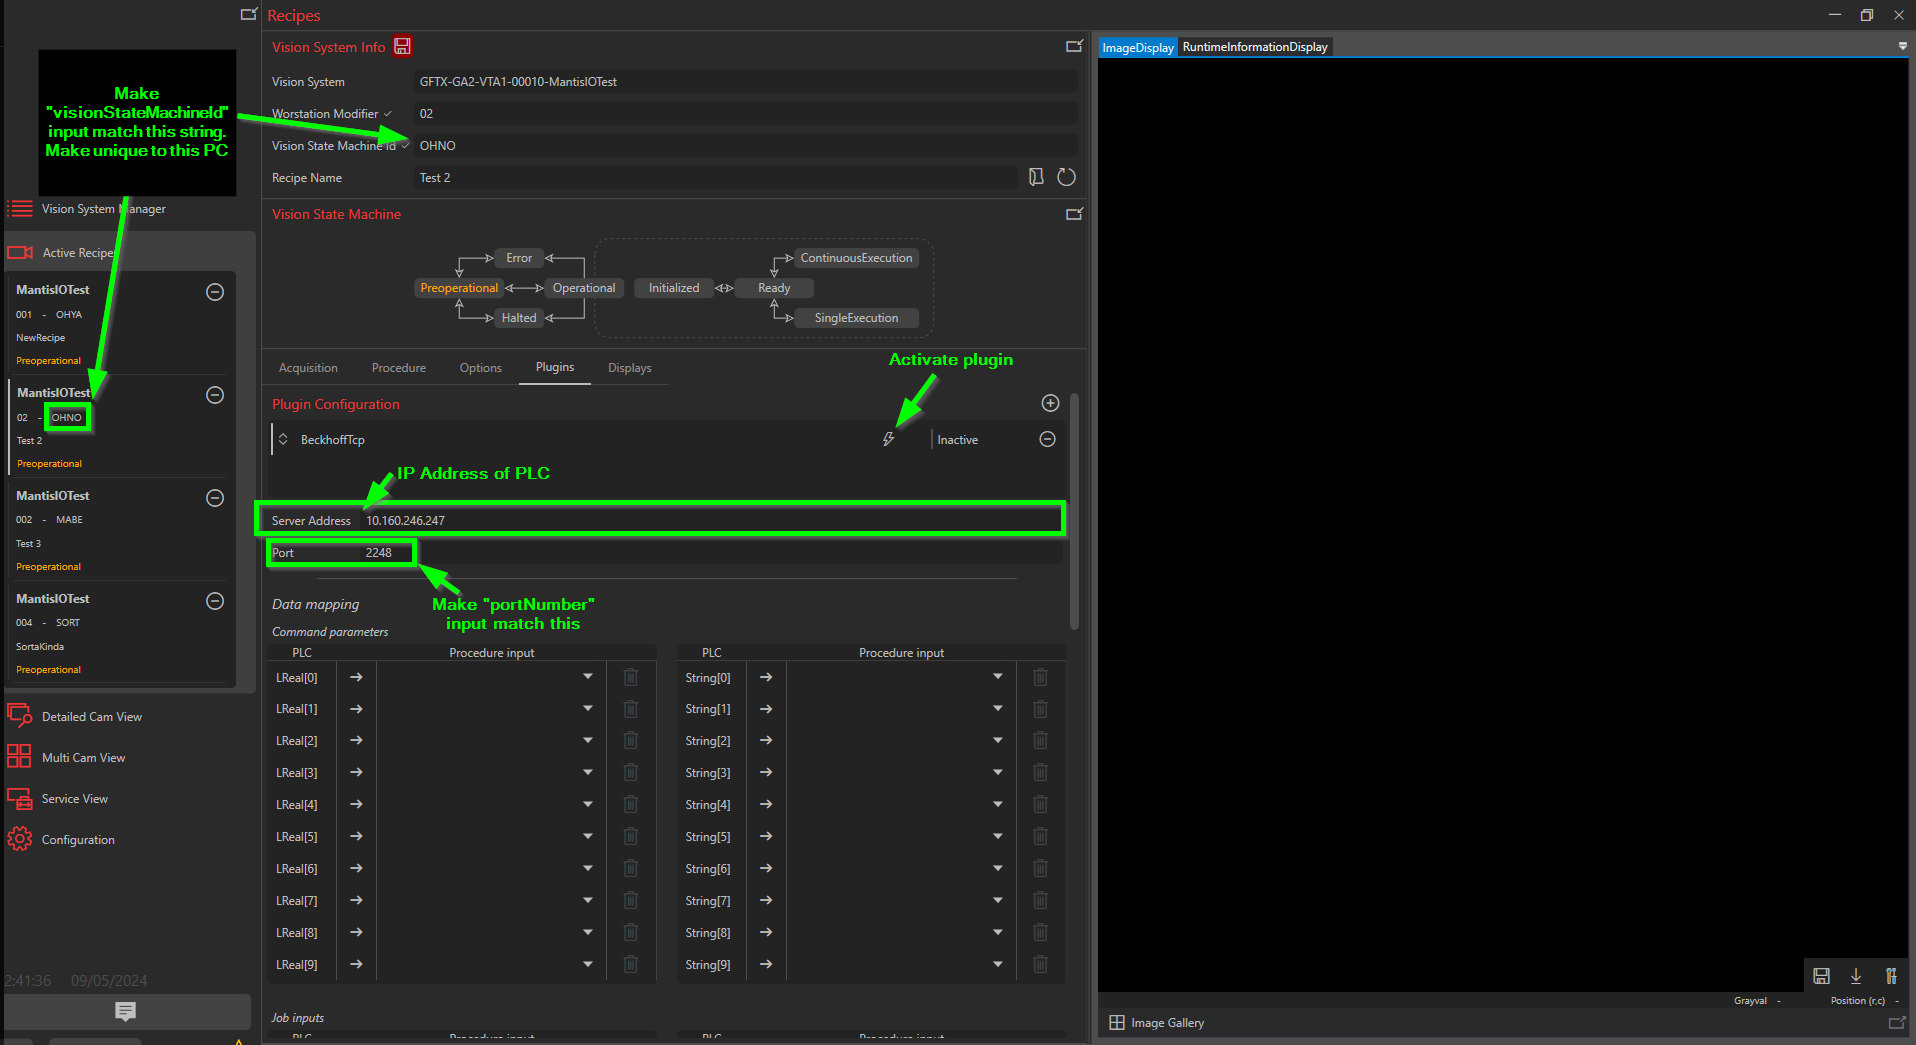 Recipes
Make
"visionStateMachineId"
input match this string.
Make unique to this PC
Vision System Manager
Active Recipe
MantisIOTest
001 - OHYA
NewRecipe
Preoperational
MantisIOTest
02 - OHNO
Test 2
Preoperational
MantisIOTest
002 - MABE
Test 3
Preoperational
MantisIOTest
004 - SORT
SortaKinda
Preoperational
Detailed Cam View
Multi Cam View
Service View
Configuration
2:41:36 09/05/2024
Vision System Info
Vision System GFTX-GA2-VTA1-00010-MantisIOTest
Worstation Modifier 02
Vision State Machine Id OHNO
Recipe Name Test 2
Vision State Machine
Error ContinuousExecution
Preoperational Operational Initialized Ready
Halted SingleExecution
Acquisition Procedure Options Plugins Displays
Activate plugin
Plugin Configuration
BeckhoffTcp Inactive
IP Address of PLC
Server Address 10.160.246.247
Port 2248
Make "portNumber"
input match this
Data mapping
Command parameters
PLC Procedure input PLC Procedure input
LReal[0] String[0]
LReal[1] String[1]
LReal[2] String[2]
LReal[3] String[3]
LReal[4] String[4]
LReal[5] String[5]
LReal[6] String[6]
LReal[7] String[7]
LReal[8] String[8]
LReal[9] String[9]
Job inputs
PLC Procedure input PLC Procedure input
ImageDisplay RuntimeInformationDisplay
Grayval - Position (r,c) -
Image Gallery